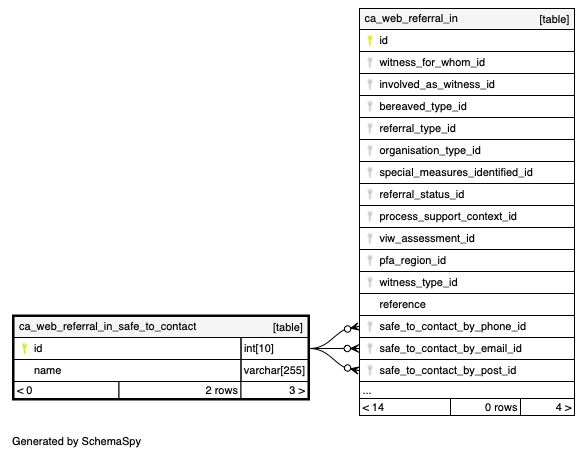 ca_web_referral_in [table]
id
witness_for_whom_id
involved_as_witness_id
bereaved_type_id
referral_type_id
organisation_type_id
special_measures_identified_id
referral_status_id
process_support_context_id
viw_assessment_id
pfa_region_id
witness_type_id
reference
safe_to_contact_by_phone_id
safe_to_contact_by_email_id
safe_to_contact_by_post_id
...
< 14 0 rows 4 >
ca_web_referral_in_safe_to_contact [table]
id int[10]
name varchar[255]
< 0 2 rows 3 >
Generated by SchemaSpy